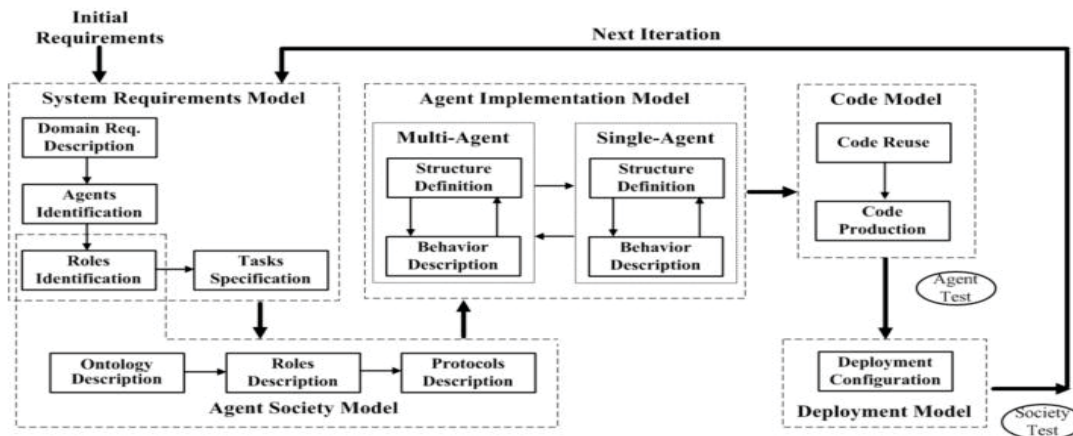 Initial
Requirements
Next Iteration
System Requirements Model
Domain Req.
Description
Agents
Identification
Roles
Identification
Tasks
Specification
Agent Implementation Model
Multi-Agent
Structure
Definition
Behavior
Description
Single-Agent
Structure
Definition
Behavior
Description
Code Model
Code Reuse
Code
Production
Agent
Test
Ontology
Description
Roles
Description
Protocols
Description
Agent Society Model
Deployment
Configuration
Deployment Model
Society
Test